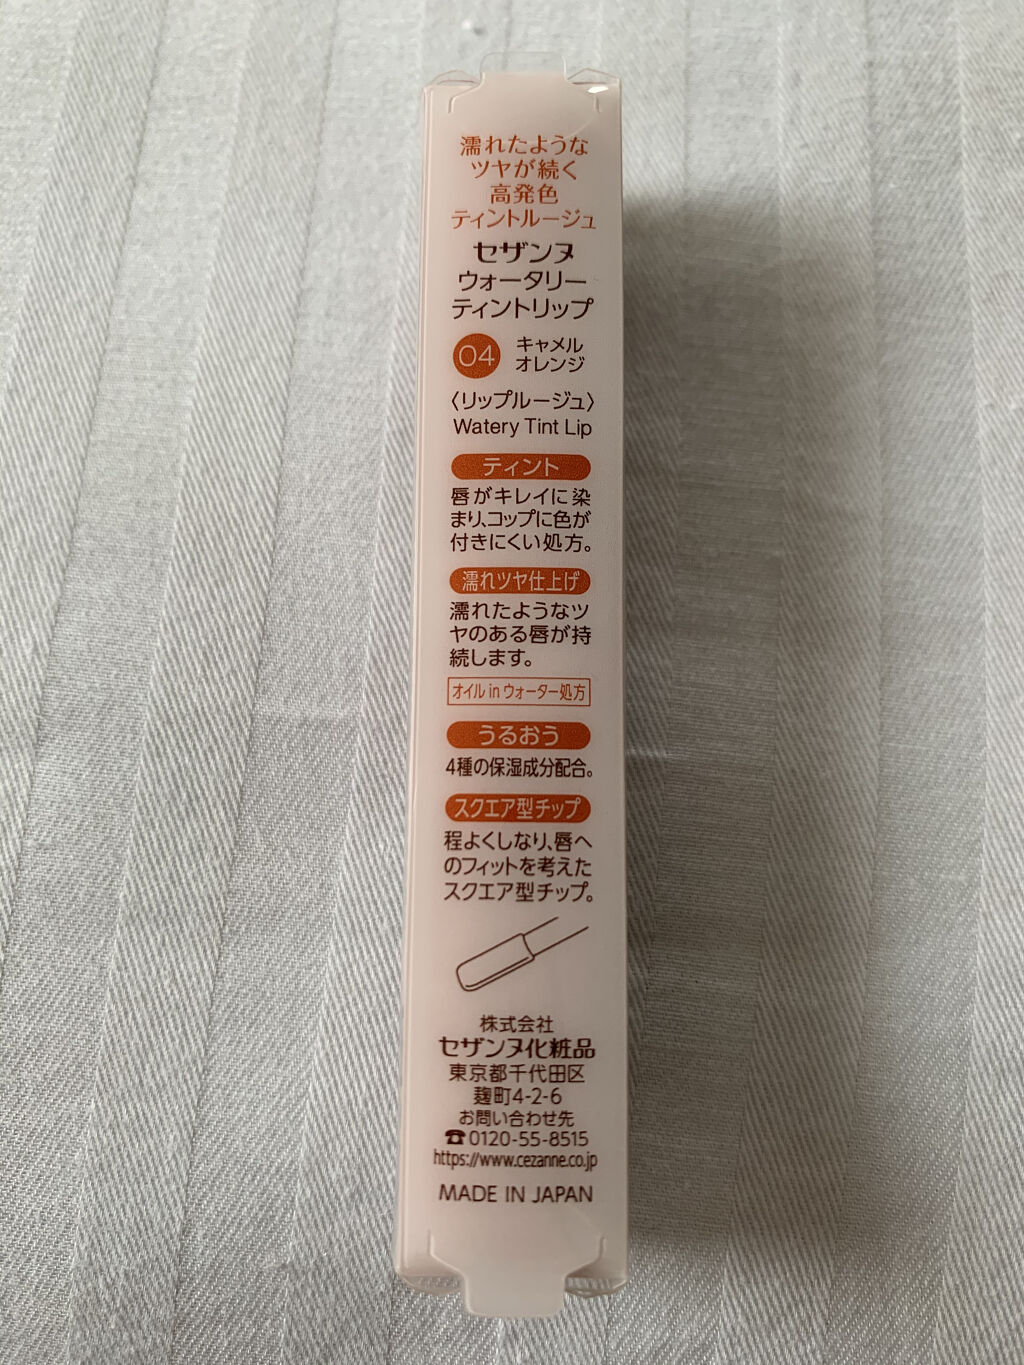 濡れたような
ツヤが続く
高発色
ティントルージュ
セザンヌ
ウォータリー
ティントリップ
04 キャメル
オレンジ
〈リップルージュ〉
Watery Tint Lip
ティント
唇がキレイに染
まり、コップに色が
付きにくい処方。
濡れツヤ仕上げ
濡れたようなツ
ヤのある唇が持
続します。
オイル in ウォーター処方
うるおう
4種の保湿成分配合。
スクエア型チップ
程よくしなり、唇へ
のフィットを考えた
スクエア型チップ。
株式会社
セザンヌ化粧品
東京都千代田区
麹町4-2-6
お問い合わせ先
☎0120-55-8515
https://www.cezanne.co.jp
MADE IN JAPAN